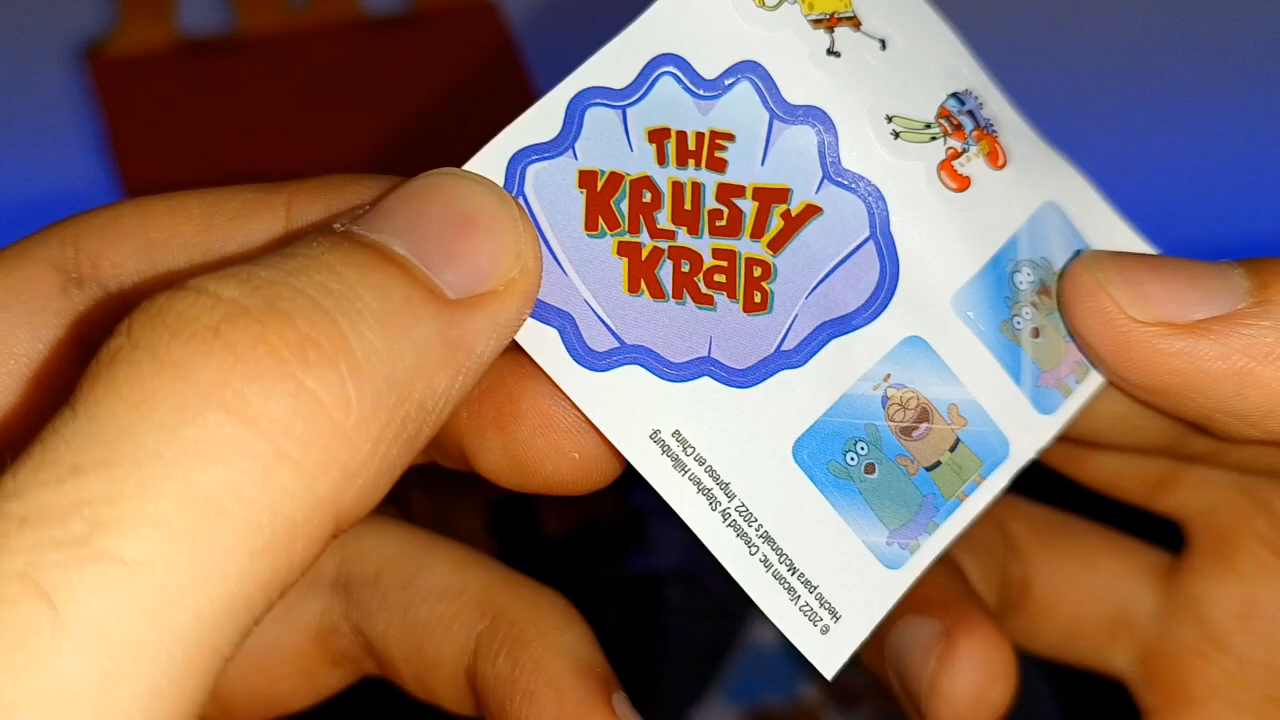 THE
KRUSTY
KRAB
© 2022 Viacom Inc. Created by Stephen Hillenburg.
Hecho para McDonald's 2022. Impreso en China